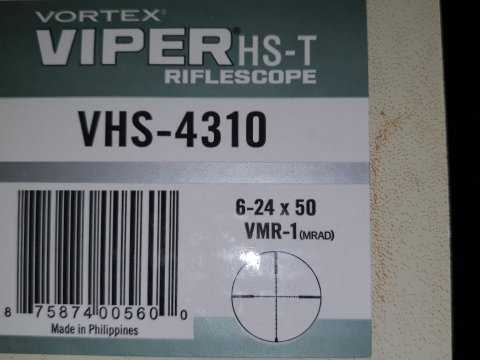 VORTEX®
VIPER® HS-T
RIFLESCOPE
VHS-4310
6-24 x 50
VMR-1 (MRAD)
8 75874 00560 0
Made in Philippines